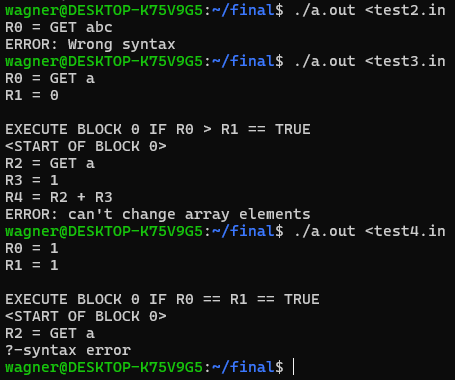 wagner@DESKTOP-K75V9G5:~/final$ ./a.out <test2.in
R0 = GET abc
ERROR: Wrong syntax
wagner@DESKTOP-K75V9G5:~/final$ ./a.out <test3.in
R0 = GET a
R1 = 0
EXECUTE BLOCK 0 IF R0 > R1 == TRUE
<START OF BLOCK 0>
R2 = GET a
R3 = 1
R4 = R2 + R3
ERROR: can't change array elements
wagner@DESKTOP-K75V9G5:~/final$ ./a.out <test4.in
R0 = 1
R1 = 1
EXECUTE BLOCK 0 IF R0 == R1 == TRUE
<START OF BLOCK 0>
R2 = GET a
?-syntax error
wagner@DESKTOP-K75V9G5:~/final$